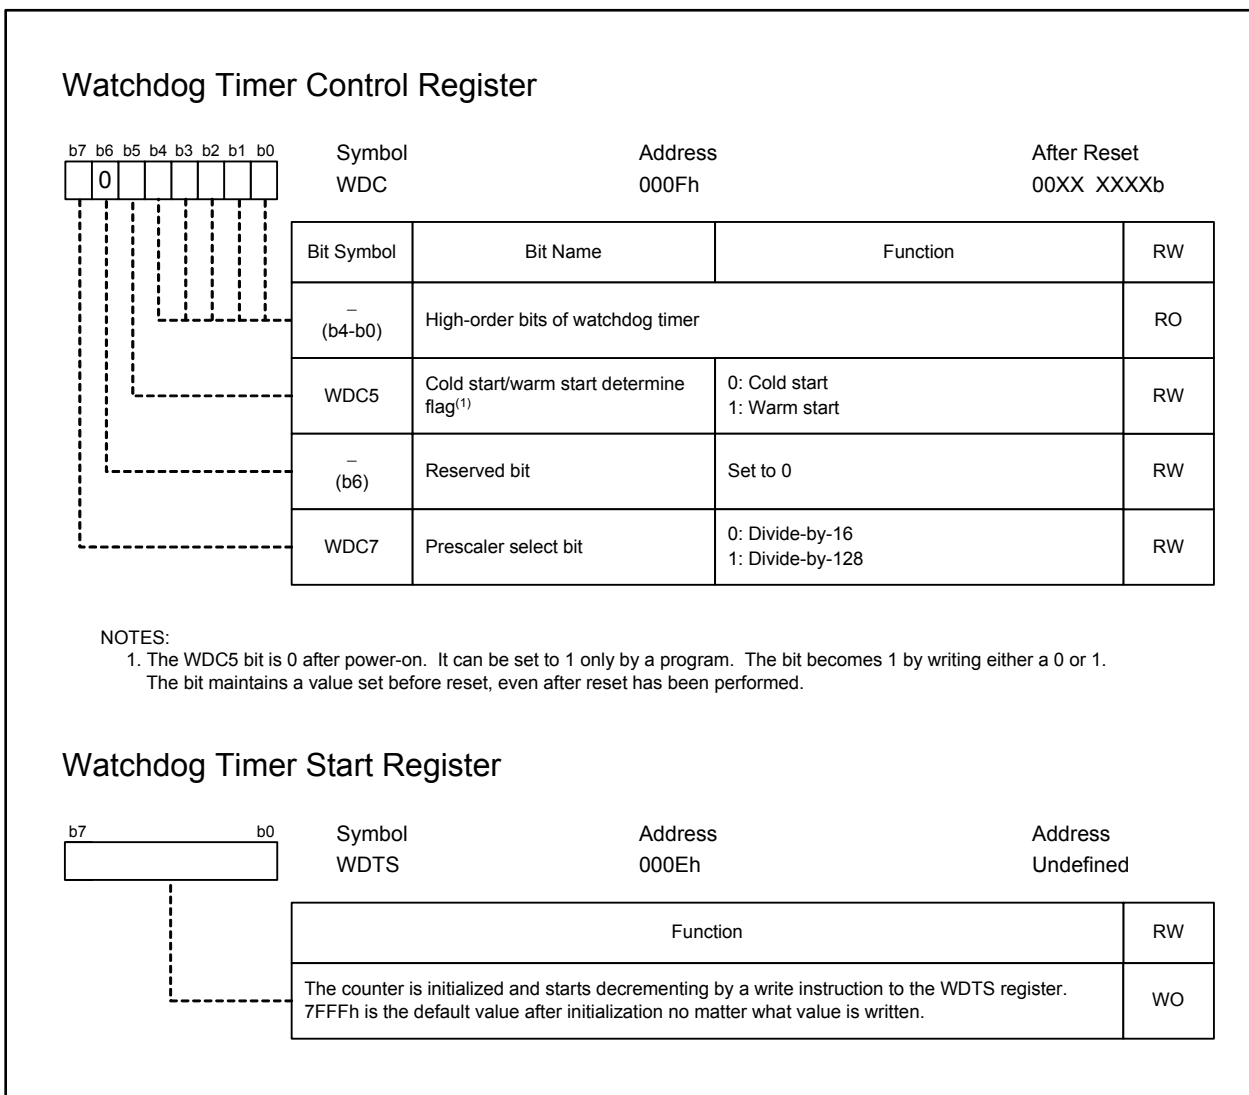 Watchdog Timer Control Register
b7 b6 b5 b4 b3 b2 b1 b0
0
Symbol Address After Reset
WDC 000Fh 00XX XXXXb
Bit Symbol Bit Name Function RW
–
(b4-b0) High-order bits of watchdog timer RO
WDC5 Cold start/warm start determine
flag(1)
0: Cold start
1: Warm start
RW
–
(b6) Reserved bit Set to 0 RW
WDC7 Prescaler select bit
0: Divide-by-16
1: Divide-by-128
RW
NOTES:
1. The WDC5 bit is 0 after power-on. It can be set to 1 only by a program. The bit becomes 1 by writing either a 0 or 1.
The bit maintains a value set before reset, even after reset has been performed.
Watchdog Timer Start Register
b7 b0
Symbol Address Address
WDTS 000Eh Undefined
Function RW
The counter is initialized and starts decrementing by a write instruction to the WDTS register.
7FFFh is the default value after initialization no matter what value is written.
WO